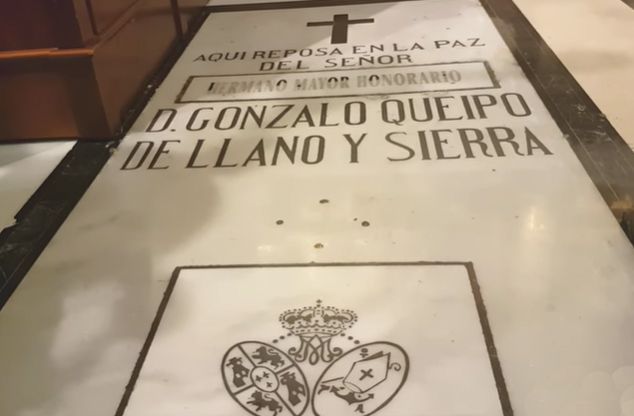 AQUI REPOSA EN LA PAZ
DEL SEÑOR
HERMANO MAYOR HONORARIO
D. GONZALO QUEIPO
DE LLANO Y SIERRA